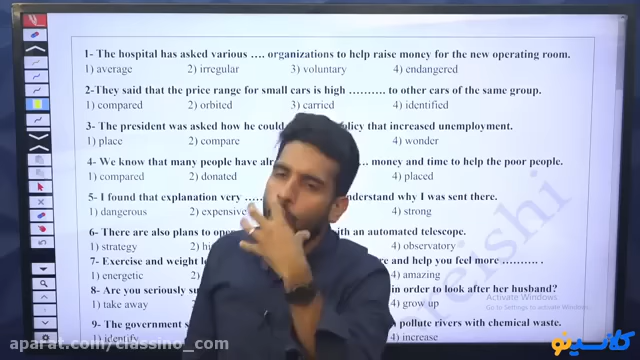 1- The hospital has asked various …. organizations to help raise money for the new operating room.
1) average 2) irregular 3) voluntary 4) endangered
2-They said that the price range for small cars is high ………. to other cars of the same group.
1) compared 2) orbited 3) carried 4) identified
3- The president was asked how he could policy that increased unemployment.
1) place 2) compare 4) wonder
4- We know that many people have … money and time to help the poor people.
1) compared 2) donated 4) placed
5- I found that explanation very understand why I was sent there.
1) dangerous 2) expensive 4) strong
6- There are also plans to with an automated telescope.
1) strategy 4) observatory
7- Exercise and weight and help you feel more ………. .
1) energetic 4) amazing
8- Are you seriously in order to look after her husband?
1) take away 4) grow up
9- The government pollute rivers with chemical waste.
1) identify 4) increase
Activate Windows
Go to Settings to activate Windows.
aparat.com/classino_com
کلاسینو